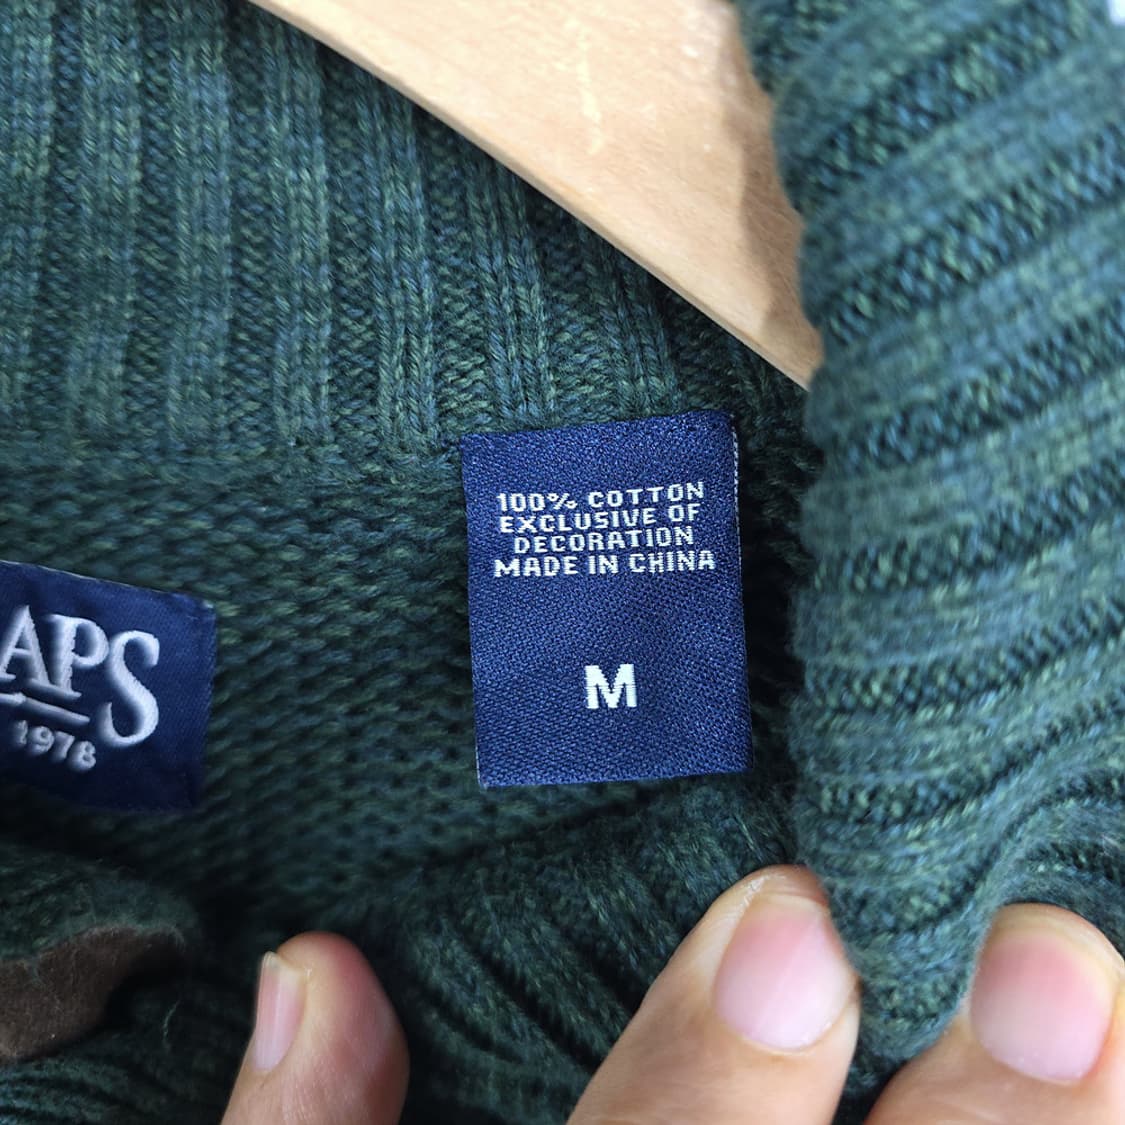 APS
1978
100% COTTON
EXCLUSIVE OF
DECORATION
MADE IN CHINA
M